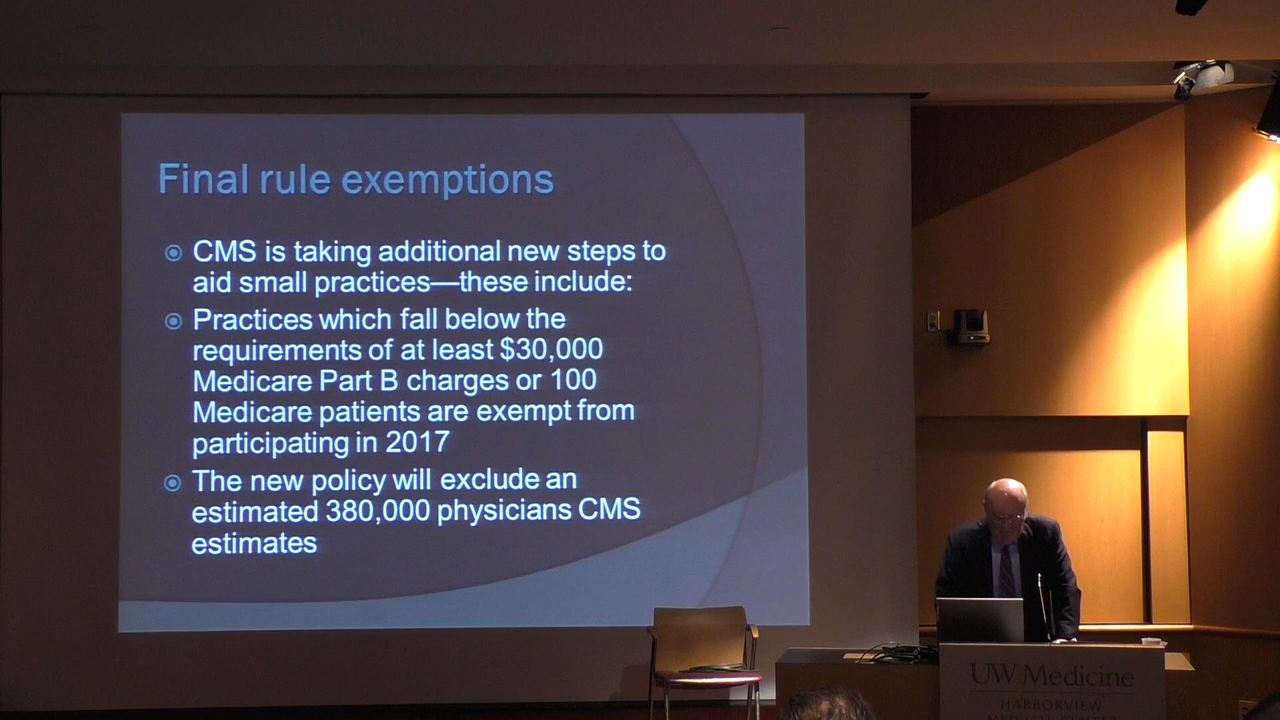 Final rule exemptions
CMS is taking additional new steps to
aid small practices—these include:
Practices which fall below the
requirements of at least $30,000
Medicare Part B charges or 100
Medicare patients are exempt from
participating in 2017
The new policy will exclude an
estimated 380,000 physicians CMS
estimates
UW Medicine
HARBORVIEW